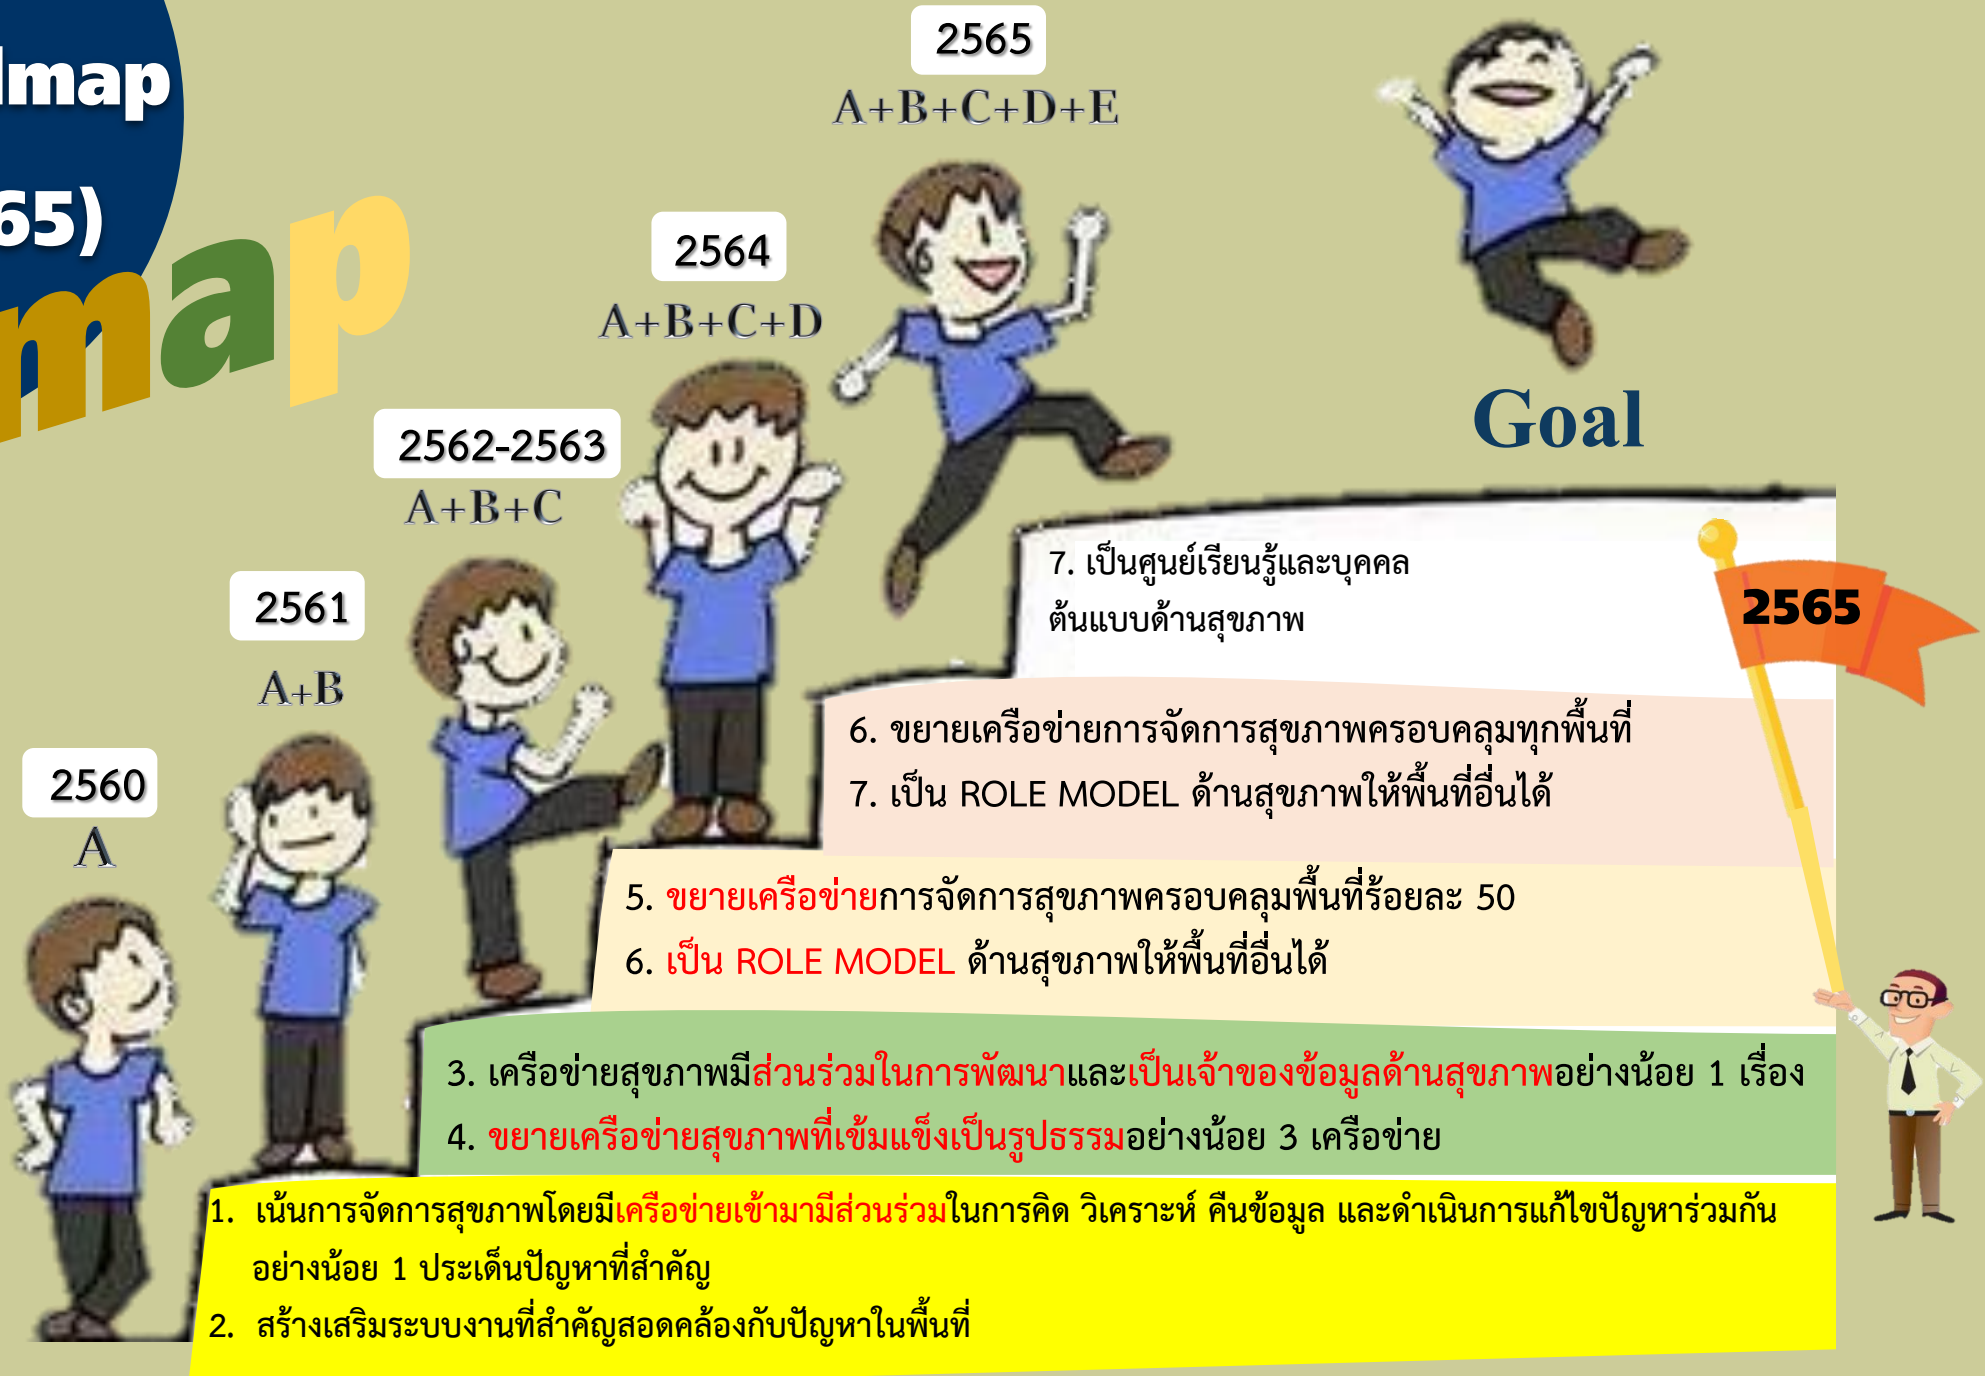 map
65)
map
2565
A+B+C+D+E
2564
A+B+C+D
2562-2563
A+B+C
2561
A+B
2560
A
Goal
2565
7. เป็นศูนย์เรียนรู้และบุคคล
ต้นแบบด้านสุขภาพ
6. ขยายเครือข่ายการจัดการสุขภาพครอบคลุมทุกพื้นที่
7. เป็น ROLE MODEL ด้านสุขภาพให้พื้นที่อื่นได้
5. ขยายเครือข่ายการจัดการสุขภาพครอบคลุมพื้นที่ร้อยละ 50
6. เป็น ROLE MODEL ด้านสุขภาพให้พื้นที่อื่นได้
3. เครือข่ายสุขภาพมีส่วนร่วมในการพัฒนาและเป็นเจ้าของข้อมูลด้านสุขภาพอย่างน้อย 1 เรื่อง
4. ขยายเครือข่ายสุขภาพที่เข้มแข็งเป็นรูปธรรมอย่างน้อย 3 เครือข่าย
1. เน้นการจัดการสุขภาพโดยมีเครือข่ายเข้ามามีส่วนร่วมในการคิด วิเคราะห์ คืนข้อมูล และดำเนินการแก้ไขปัญหาร่วมกัน
อย่างน้อย 1 ประเด็นปัญหาที่สำคัญ
2. สร้างเสริมระบบงานที่สำคัญสอดคล้องกับปัญหาในพื้นที่